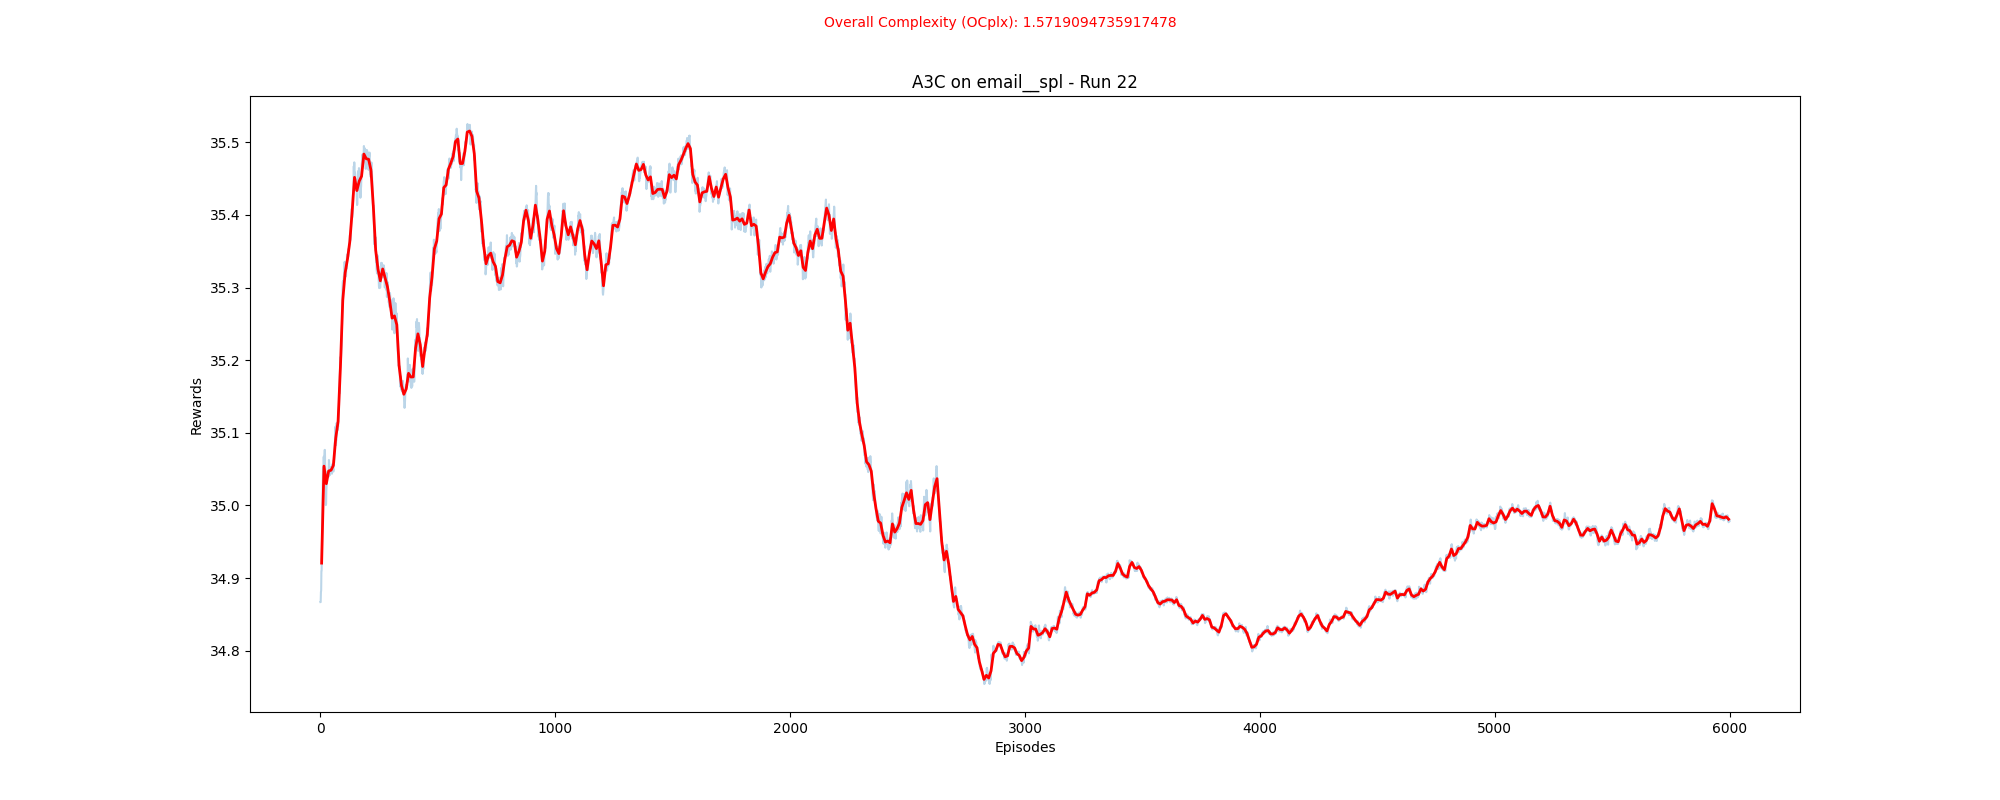 Overall Complexity (OCplx): 1.5719094735917478
A3C on email__spl - Run 22
35.5
35.4
35.3
35.2
35.1
35.0
34.9
34.8
Rewards
0 1000 2000 3000 4000 5000 6000
Episodes